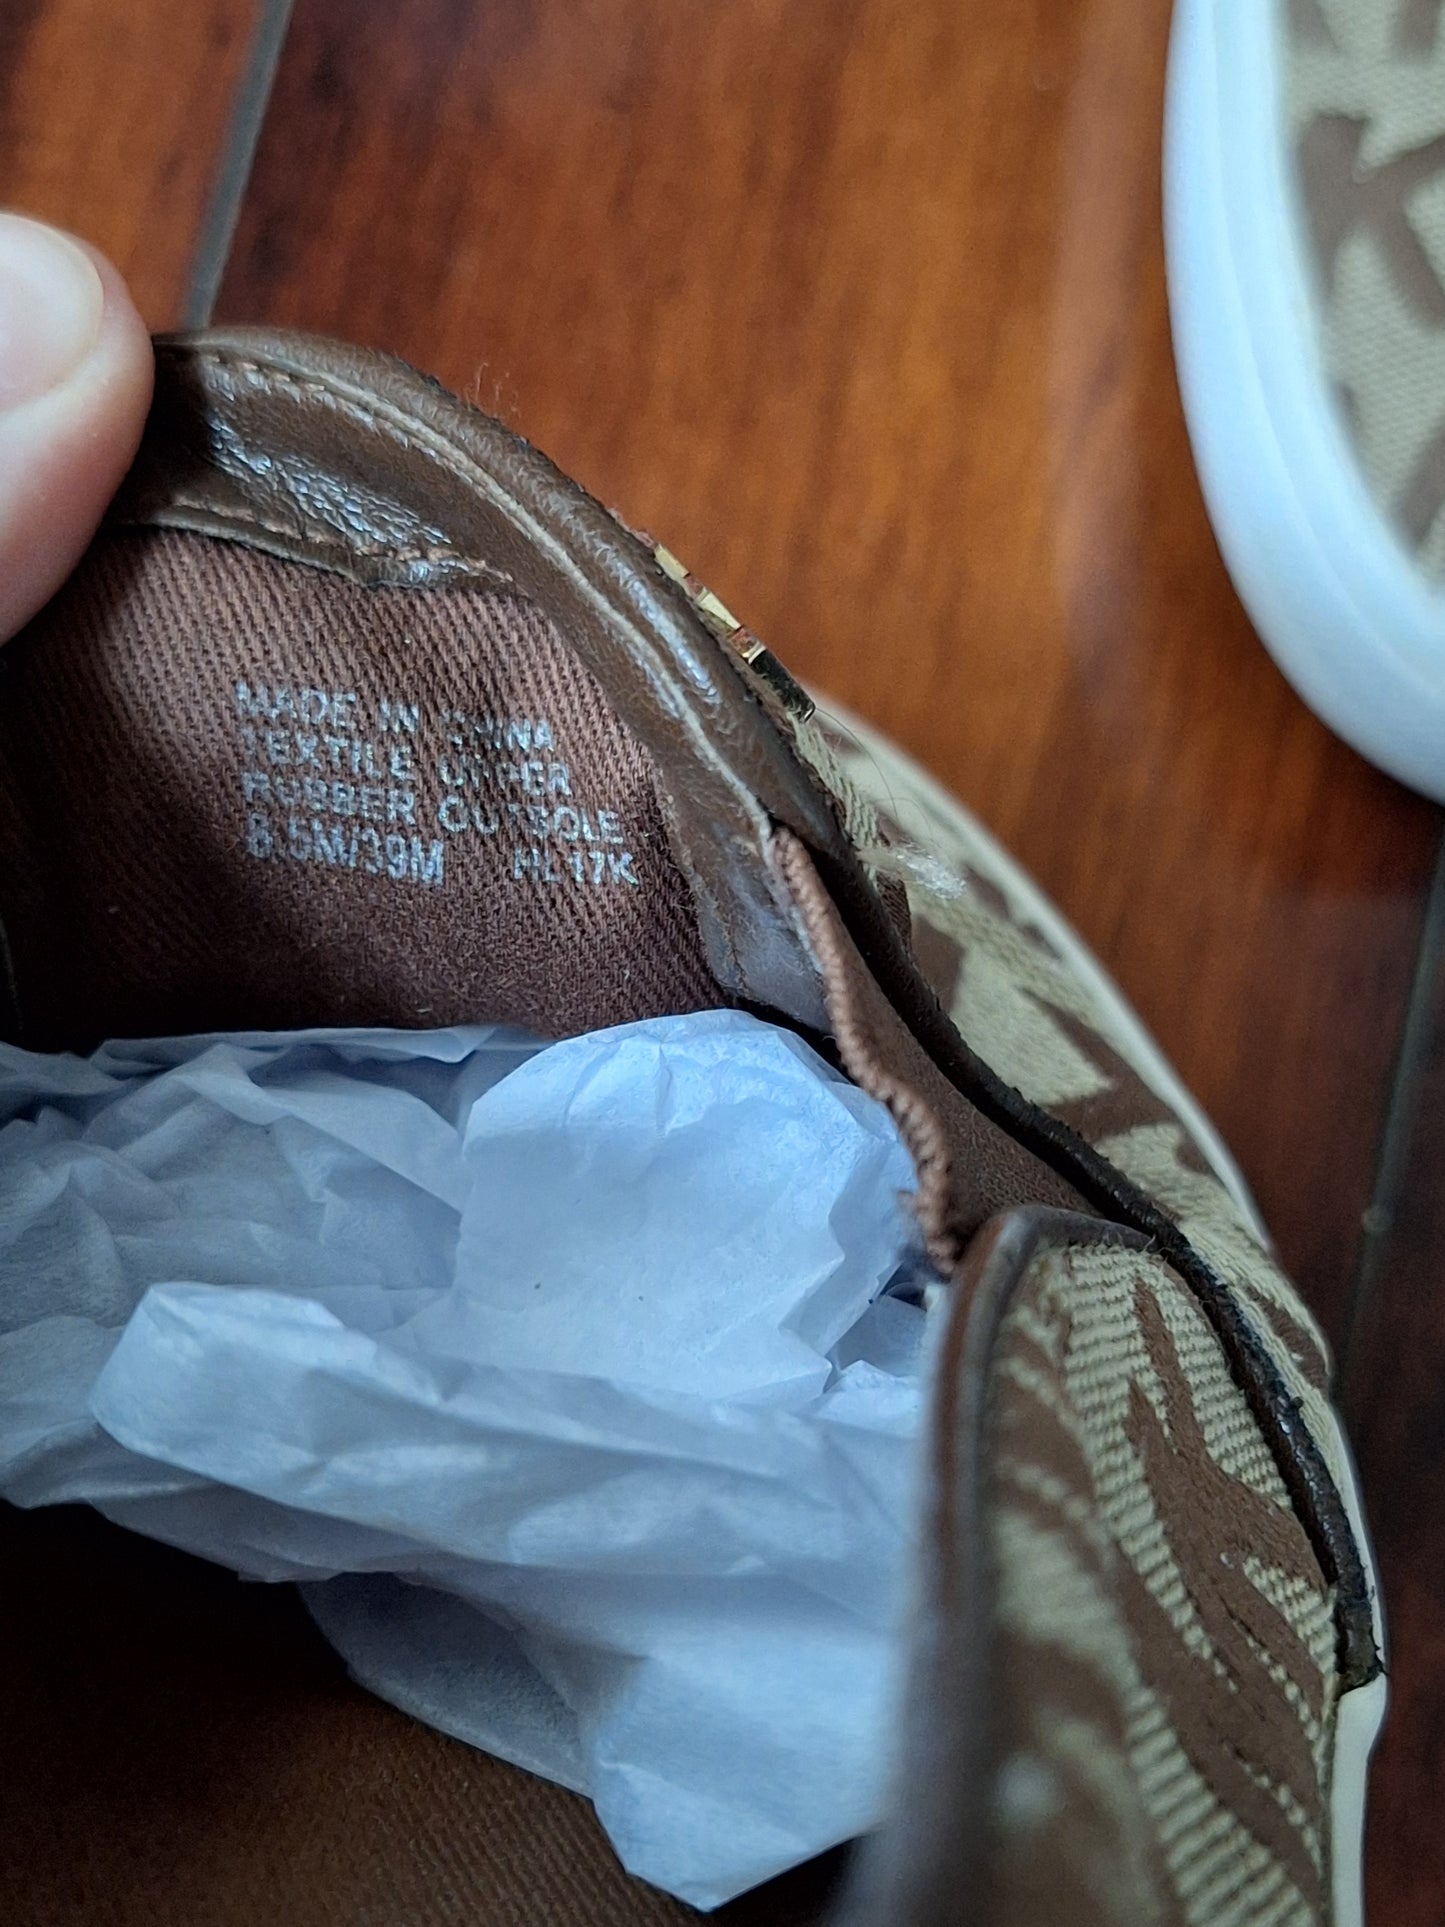 MADE IN CHINA
TEXTILE UPPER
RUBBER OUTSOLE
8.5M/39M HL17K